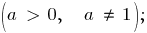 (a > 0, a ≠ 1);